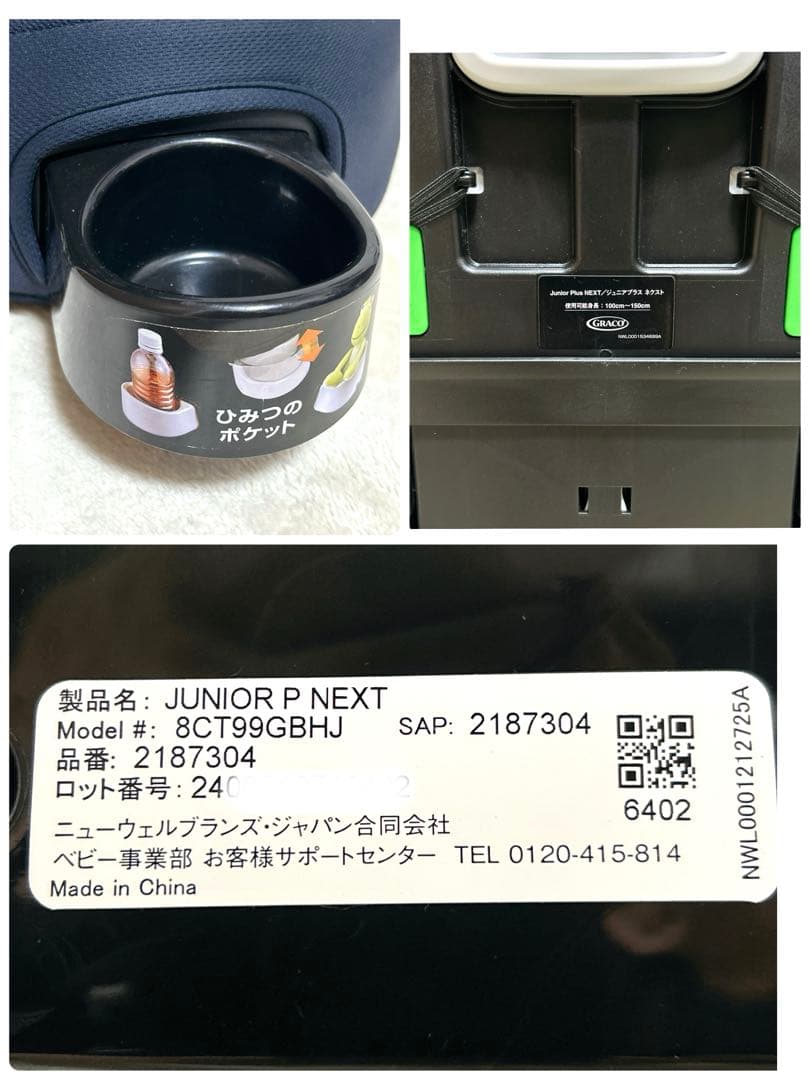 ひみつの
ポケット
Junior Plus NEXT／ジュニアプラス ネクスト
使用可能身長：100cm～150cm
GRACO
NWL0001534699A
製品名: JUNIOR P NEXT
Model #: 8CT99GBHJ SAP: 2187304
品番: 2187304
ロット番号: 240
6402
ニューウェルブランズ・ジャパン合同会社
ベビー事業部 お客様サポートセンター TEL 0120-415-814
Made in China
NWL0001212725A